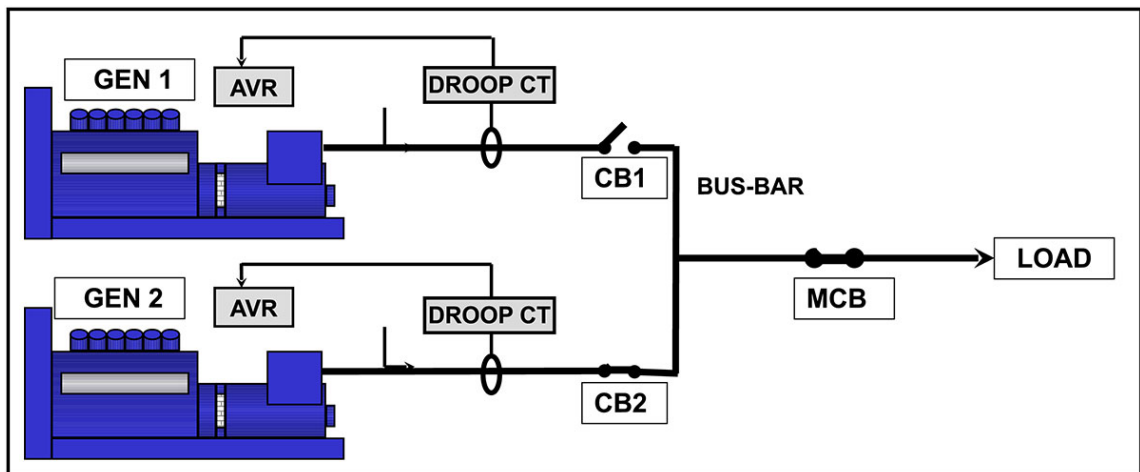 GEN 1
AVR
DROOP CT
CB1
BUS-BAR
LOAD
MCB
GEN 2
AVR
DROOP CT
CB2